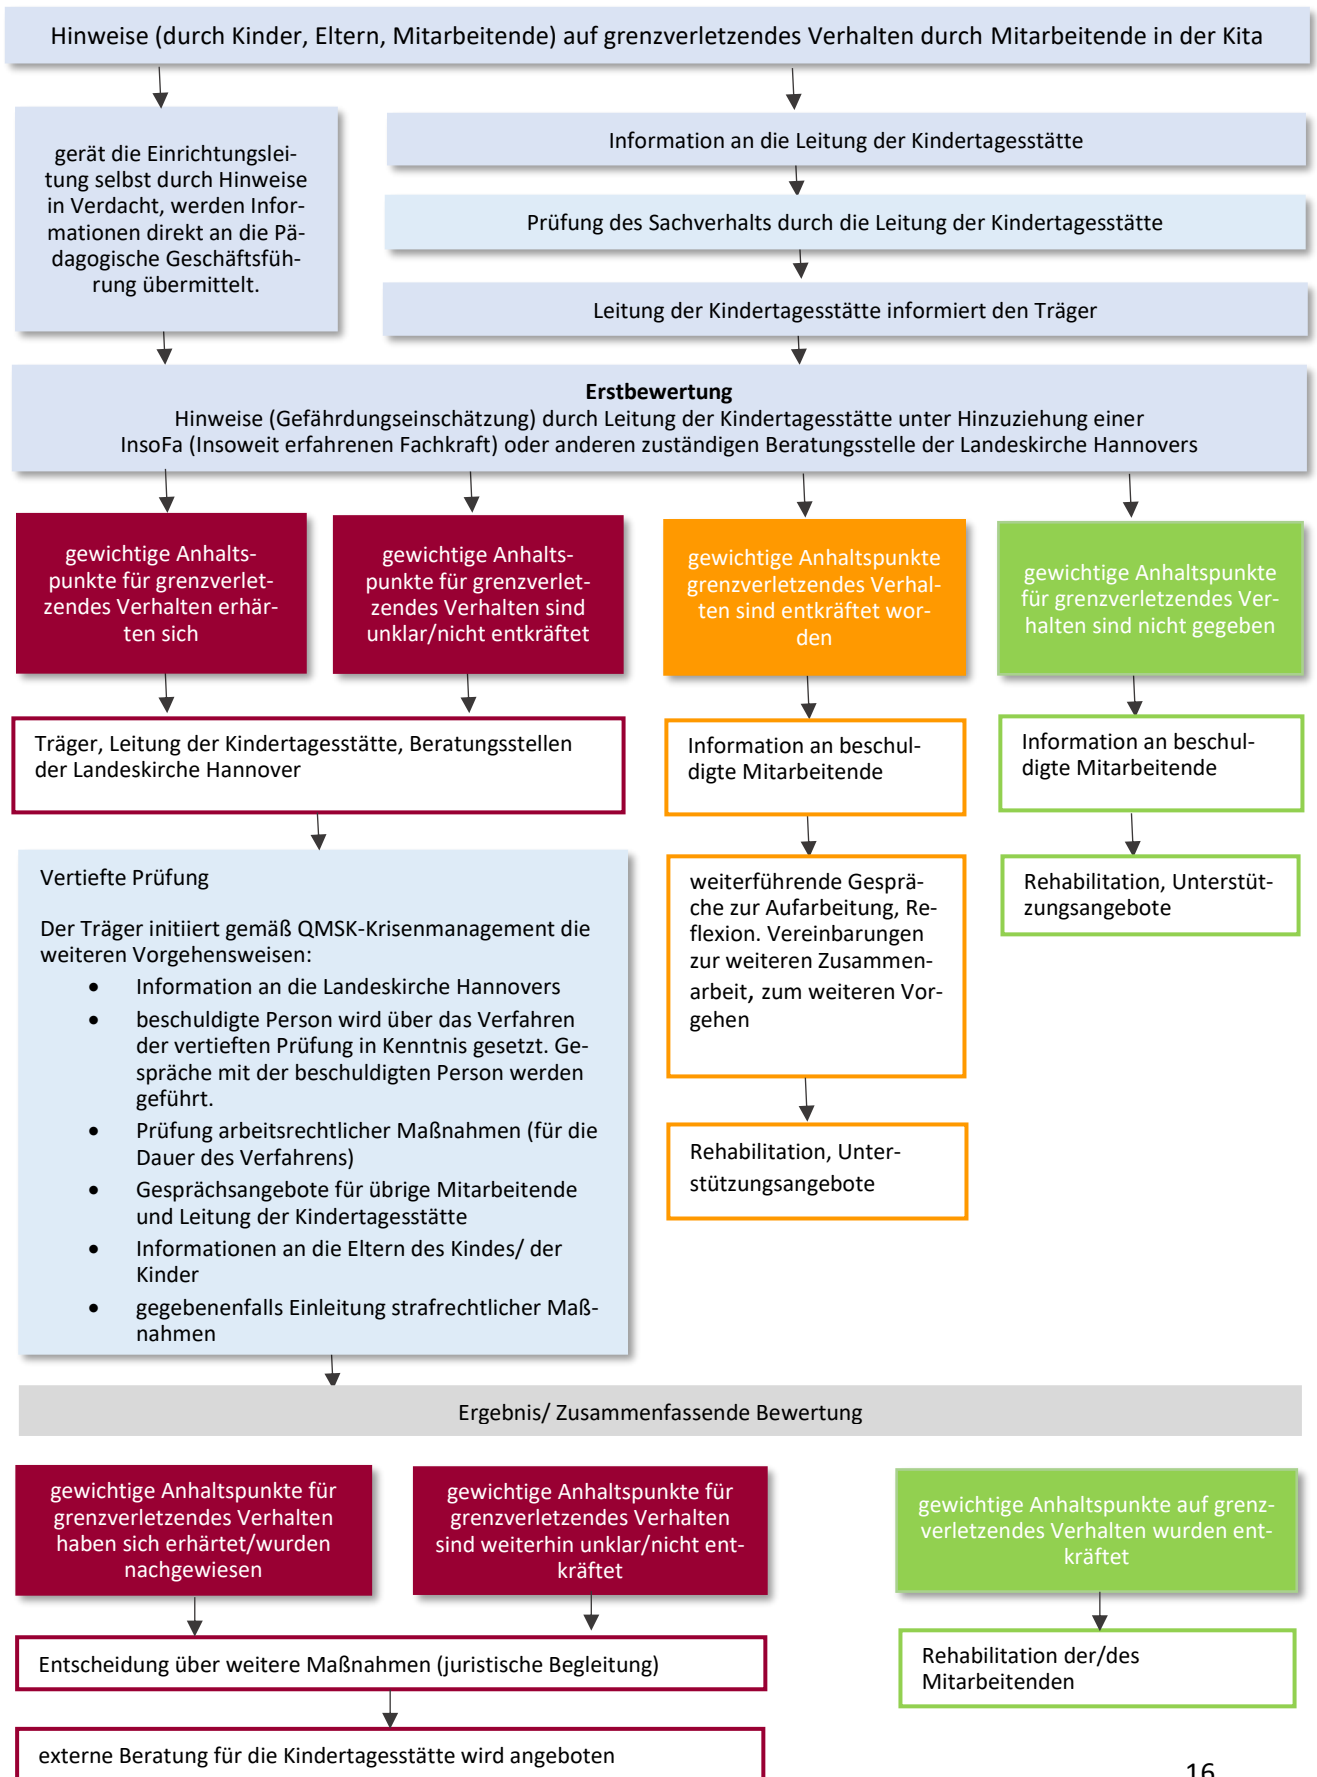 Hinweise (durch Kinder, Eltern, Mitarbeitende) auf grenzverletzendes Verhalten durch Mitarbeitende in der Kita
gerät die Einrichtungslei-
tung selbst durch Hinweise
in Verdacht, werden Infor-
mationen direkt an die Pä-
dagogische Geschäftsfüh-
rung übermittelt.
Information an die Leitung der Kindertagesstätte
Prüfung des Sachverhalts durch die Leitung der Kindertagesstätte
Leitung der Kindertagesstätte informiert den Träger
Erstbewertung
Hinweise (Gefährdungseinschätzung) durch Leitung der Kindertagesstätte unter Hinzuziehung einer
InsoFa (Insoweit erfahrenen Fachkraft) oder anderen zuständigen Beratungsstelle der Landeskirche Hannovers
gewichtige Anhalts-
punkte für grenzverlet-
zendes Verhalten erhär-
ten sich
gewichtige Anhalts-
punkte für grenzverlet-
zendes Verhalten sind
unklar/nicht entkräftet
gewichtige Anhaltspunkte
grenzverletzendes Verhal-
ten sind entkräftet wor-
den
gewichtige Anhaltspunkte
für grenzverletzendes Ver-
halten sind nicht gegeben
Träger, Leitung der Kindertagesstätte, Beratungsstellen
der Landeskirche Hannover
Information an beschul-
digte Mitarbeitende
Information an beschul-
digte Mitarbeitende
Vertiefte Prüfung
Der Träger initiiert gemäß QMSK-Krisenmanagement die
weiteren Vorgehensweisen:
• Information an die Landeskirche Hannovers
• beschuldigte Person wird über das Verfahren
der vertieften Prüfung in Kenntnis gesetzt. Ge-
spräche mit der beschuldigten Person werden
geführt.
• Prüfung arbeitsrechtlicher Maßnahmen (für die
Dauer des Verfahrens)
• Gesprächsangebote für übrige Mitarbeitende
und Leitung der Kindertagesstätte
• Informationen an die Eltern des Kindes/ der
Kinder
• gegebenenfalls Einleitung strafrechtlicher Maß-
nahmen
weiterführende Gesprä-
che zur Aufarbeitung, Re-
flexion. Vereinbarungen
zur weiteren Zusammen-
arbeit, zum weiteren Vor-
gehen
Rehabilitation, Unterstüt-
zungsangebote
Rehabilitation, Unter-
stützungsangebote
Ergebnis/ Zusammenfassende Bewertung
gewichtige Anhaltspunkte für
grenzverletzendes Verhalten
haben sich erhärtet/wurden
nachgewiesen
gewichtige Anhaltspunkte für
grenzverletzendes Verhalten
sind weiterhin unklar/nicht ent-
kräftet
gewichtige Anhaltspunkte auf grenz-
verletzendes Verhalten wurden ent-
kräftet
Entscheidung über weitere Maßnahmen (juristische Begleitung)
Rehabilitation der/des
Mitarbeitenden
externe Beratung für die Kindertagesstätte wird angeboten
16